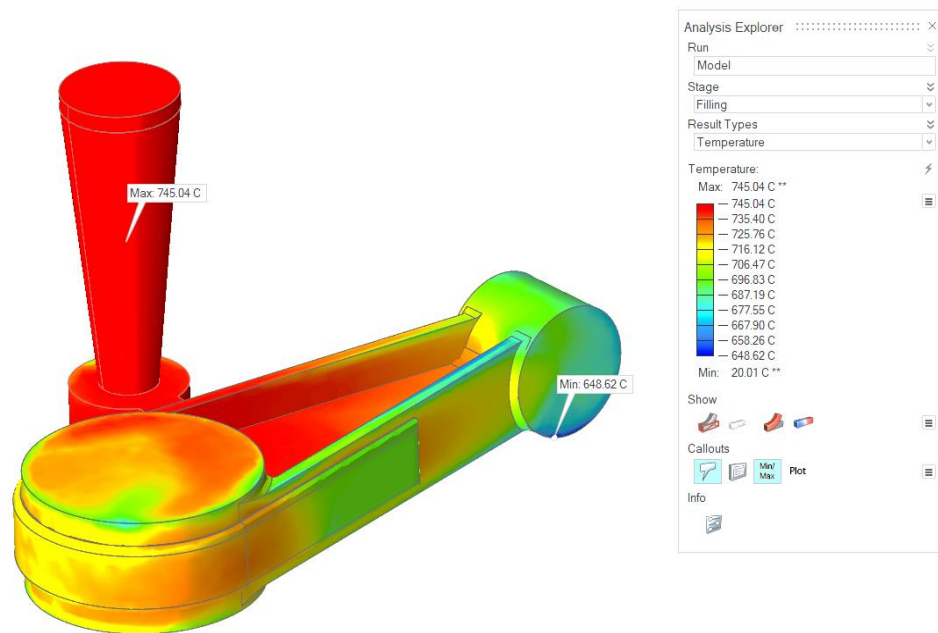 Max: 745.04 C
Min: 648.62 C
Analysis Explorer
Run
Model
Stage
Filling
Result Types
Temperature
Temperature:
Max: 745.04 C **
745.04 C
735.40 C
725.76 C
716.12 C
706.47 C
696.83 C
687.19 C
677.55 C
667.90 C
658.26 C
648.62 C
Min: 20.01 C **
Show
Callouts
Min/
Max
Plot
Info